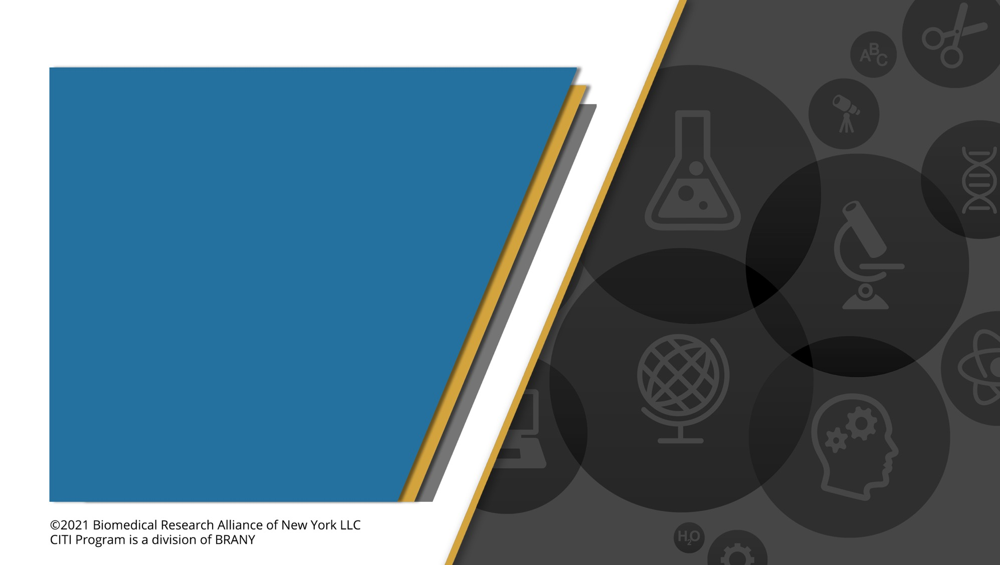 ABC
©2021 Biomedical Research Alliance of New York LLC
CITI Program is a division of BRANY
H₂O